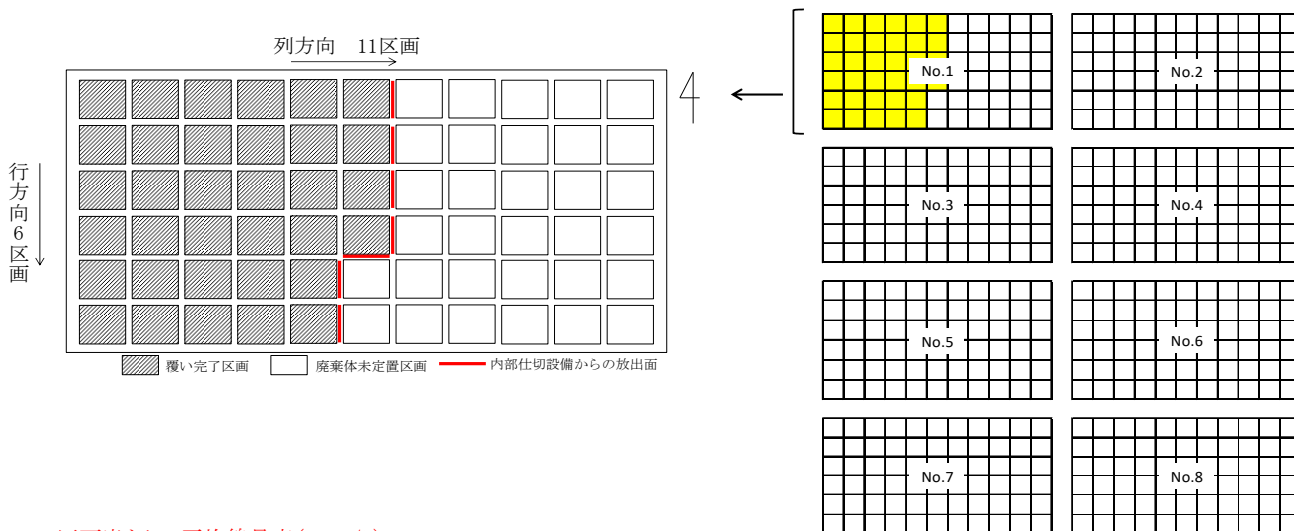 列方向 11区画
行方向6区画
覆い完了区画
廃棄体未定置区画
内部仕切設備からの放出面
No.1
No.2
No.3
No.4
No.5
No.6
No.7
No.8